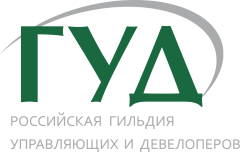 ГУД
РОССИЙСКАЯ ГИЛЬДИЯ
УПРАВЛЯЮЩИХ И ДЕВЕЛОПЕРОВ